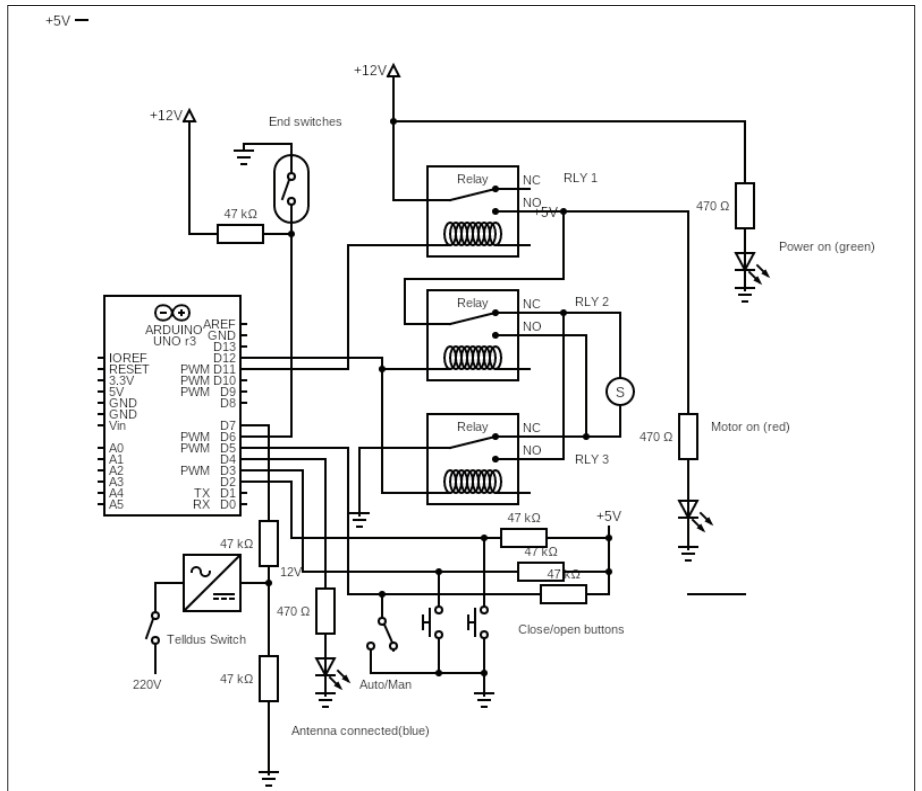 +5V
+12V
+12V
End switches
47 kΩ
Relay
NC
RLY 1
NO
+5V
470 Ω
Power on (green)
Relay
NC
RLY 2
NO
S
Relay
NC
NO
RLY 3
470 Ω
Motor on (red)
ARDUINO
UNO r3
AREF
GND
D13
IOREF
D12
RESET
PWM D11
3.3V
PWM D10
5V
PWM D9
GND
D8
GND
Vin
D7
PWM D6
A0
PWM D5
A1
D4
A2
PWM D3
A3
D2
A4
TX D1
A5
RX D0
47 kΩ
+5V
47 kΩ
47 kΩ
47 kΩ
12V
470 Ω
Telldus Switch
Close/open buttons
220V
47 kΩ
Auto/Man
Antenna connected(blue)